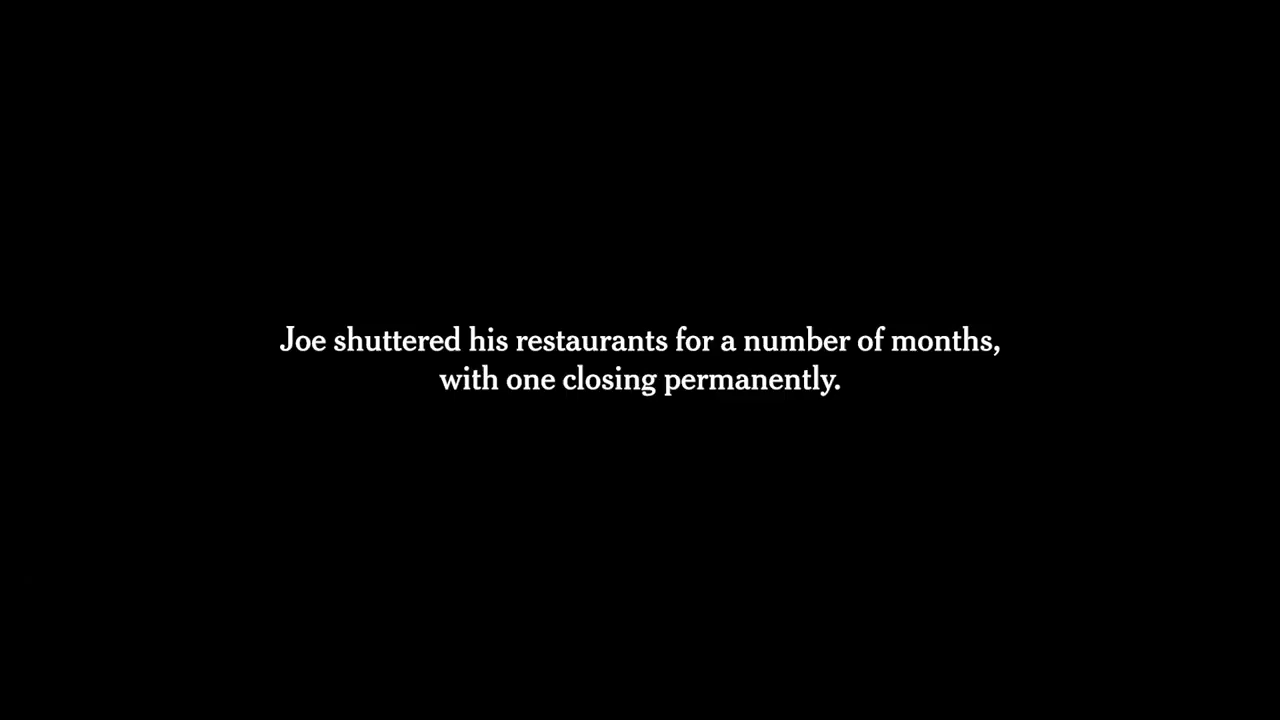 Joe shuttered his restaurants for a number of months,
with one closing permanently.